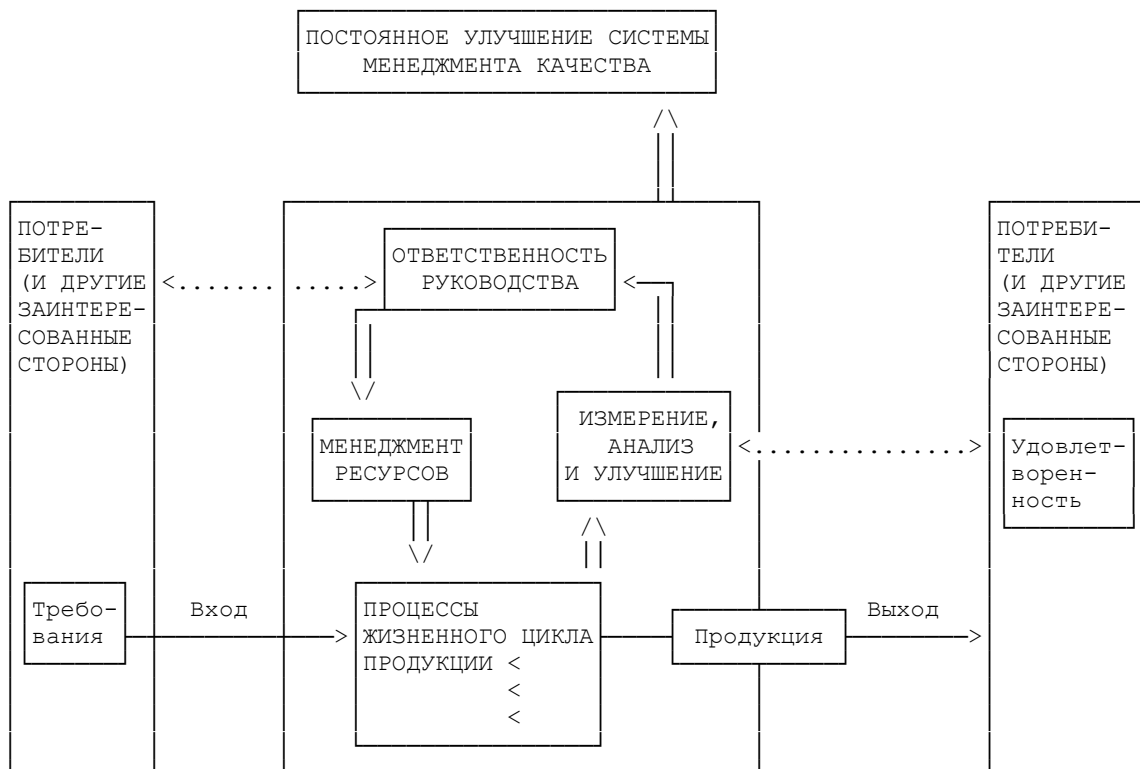 ПОСТОЯННОЕ УЛУЧШЕНИЕ СИСТЕМЫ
МЕНЕДЖМЕНТА КАЧЕСТВА
ПОТРЕ-
БИТЕЛИ
(И ДРУГИЕ
ЗАИНТЕРЕ-
СОВАННЫЕ
СТОРОНЫ)
ОТВЕТСТВЕННОСТЬ
РУКОВОДСТВА
ПОТРЕБИ-
ТЕЛИ
(И ДРУГИЕ
ЗАИНТЕРЕ-
СОВАННЫЕ
СТОРОНЫ)
МЕНЕДЖМЕНТ
РЕСУРСОВ
ИЗМЕРЕНИЕ,
АНАЛИЗ
И УЛУЧШЕНИЕ
Удовлет-
ворен-
ность
Требо-
вания
Вход
ПРОЦЕССЫ
ЖИЗНЕННОГО ЦИКЛА
ПРОДУКЦИИ <
<
<
Продукция
Выход